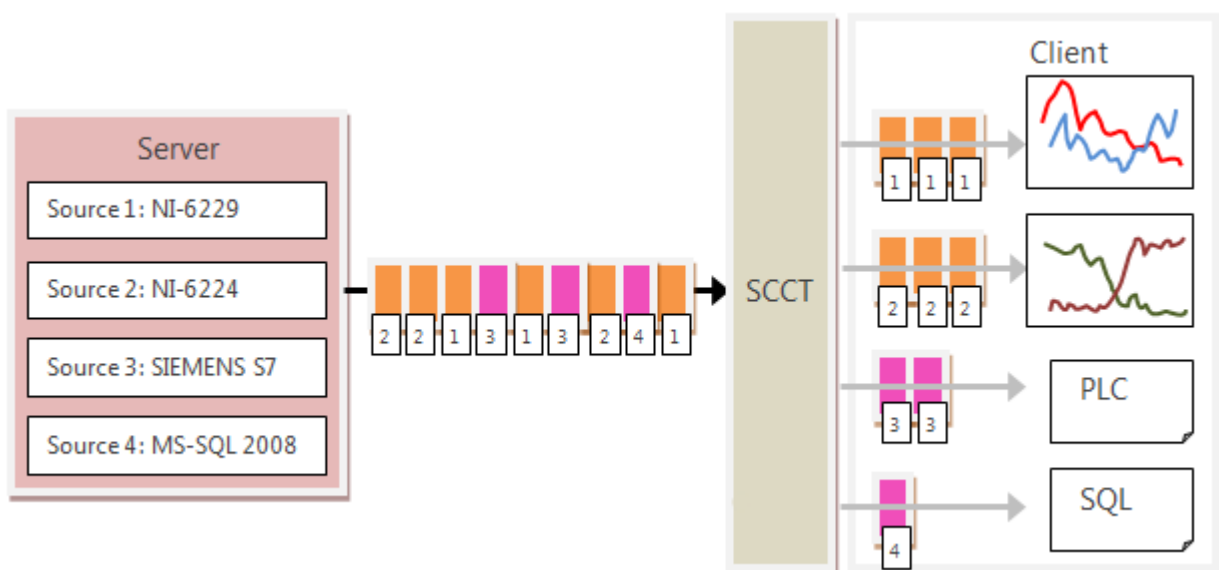 Server
Source 1: NI-6229
Source 2: NI-6224
Source 3: SIEMENS S7
Source 4: MS-SQL 2008
2 2 1 3 1 3 2 4 1
SCCT
Client
1 1 1
2 2 2
3 3
PLC
4
SQL